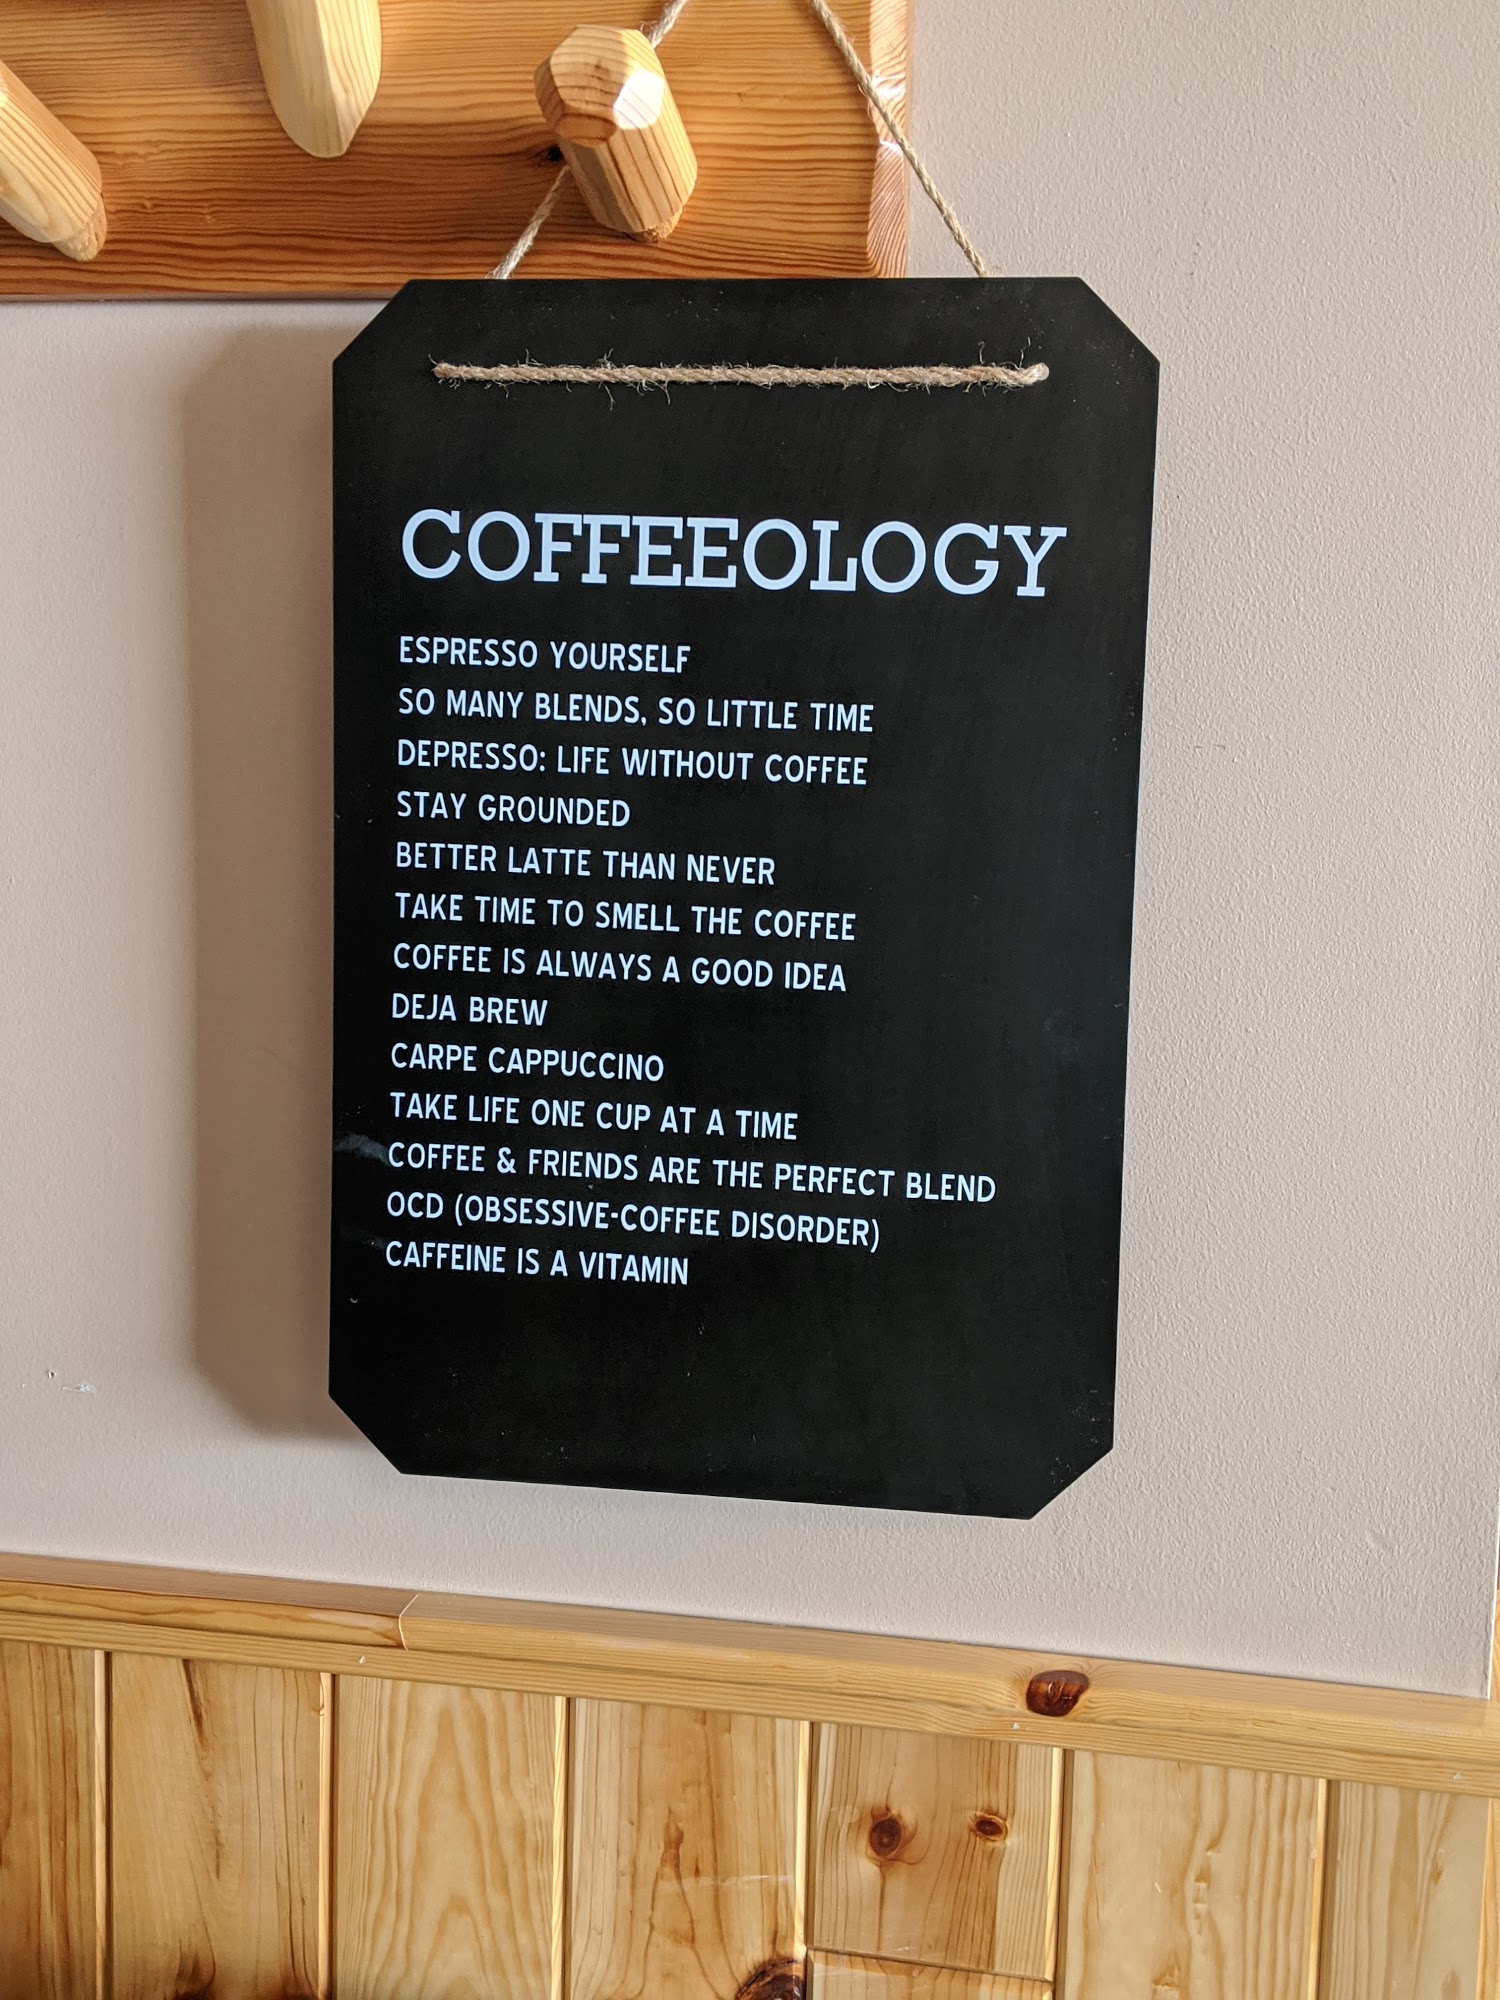 COFFEEOLOGY
ESPRESSO YOURSELF
SO MANY BLENDS, SO LITTLE TIME
DEPRESSO: LIFE WITHOUT COFFEE
STAY GROUNDED
BETTER LATTE THAN NEVER
TAKE TIME TO SMELL THE COFFEE
COFFEE IS ALWAYS A GOOD IDEA
DEJA BREW
CARPE CAPPUCCINO
TAKE LIFE ONE CUP AT A TIME
COFFEE & FRIENDS ARE THE PERFECT BLEND
OCD (OBSESSIVE-COFFEE DISORDER)
CAFFEINE IS A VITAMIN